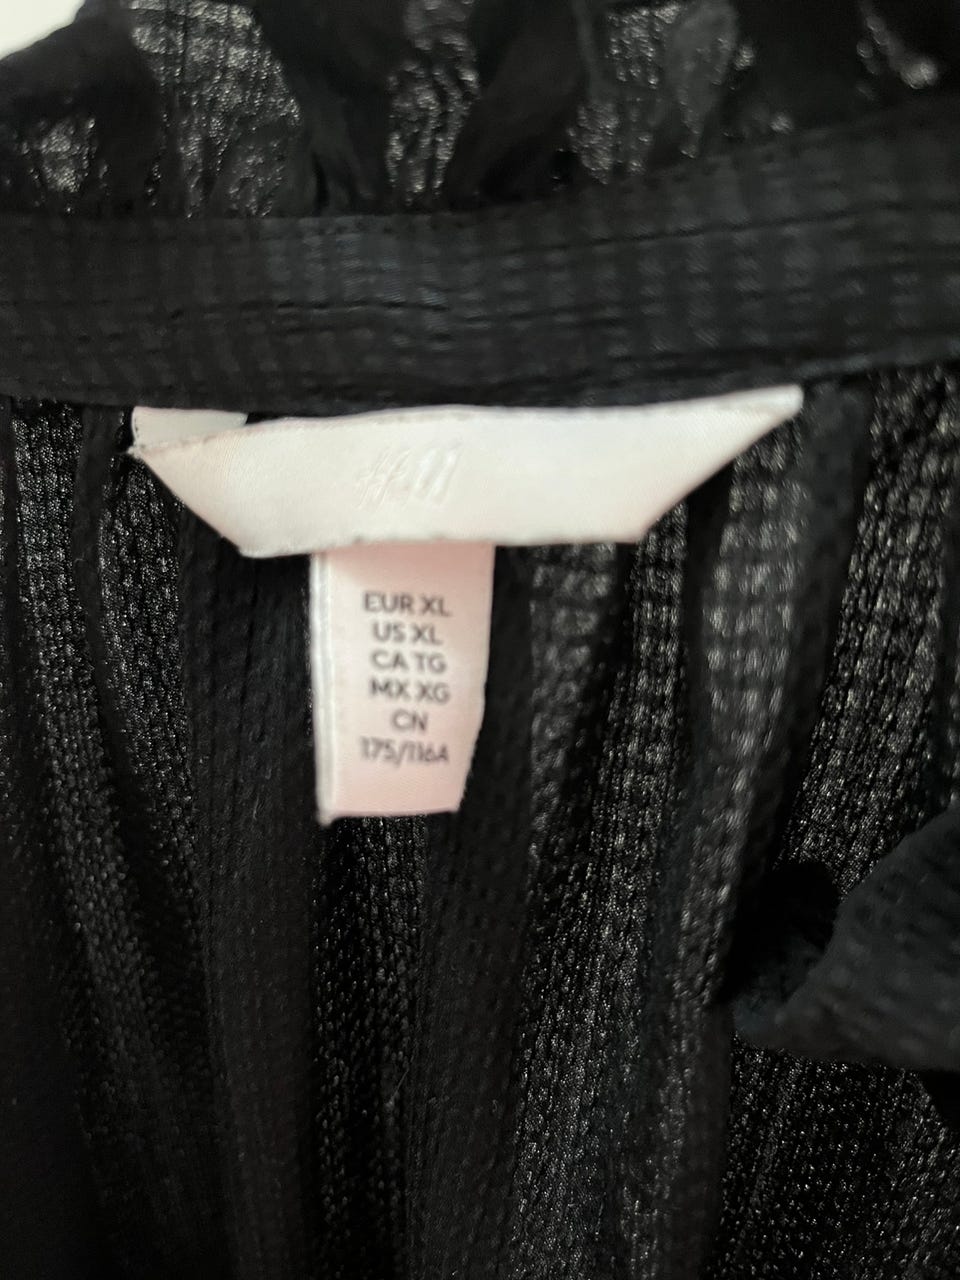 H&M
EUR XL
US XL
CA TG
MX XG
CN
175/116A